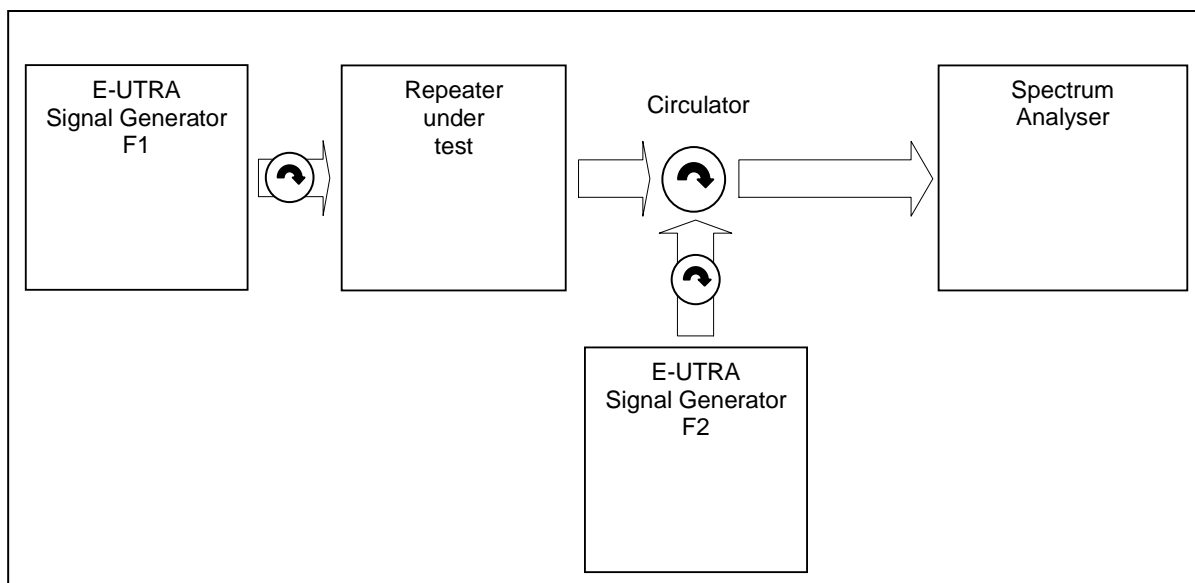 E-UTRA
Signal Generator
F1
Repeater
under
test
Circulator
Spectrum
Analyser
E-UTRA
Signal Generator
F2